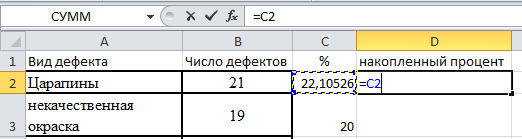 СУММ =C2
A B C D
1 Вид дефекта Число дефектов % накопленный процент
2 Царапины 21 22,10526 =C2
некачественная
3 окраска 19 20